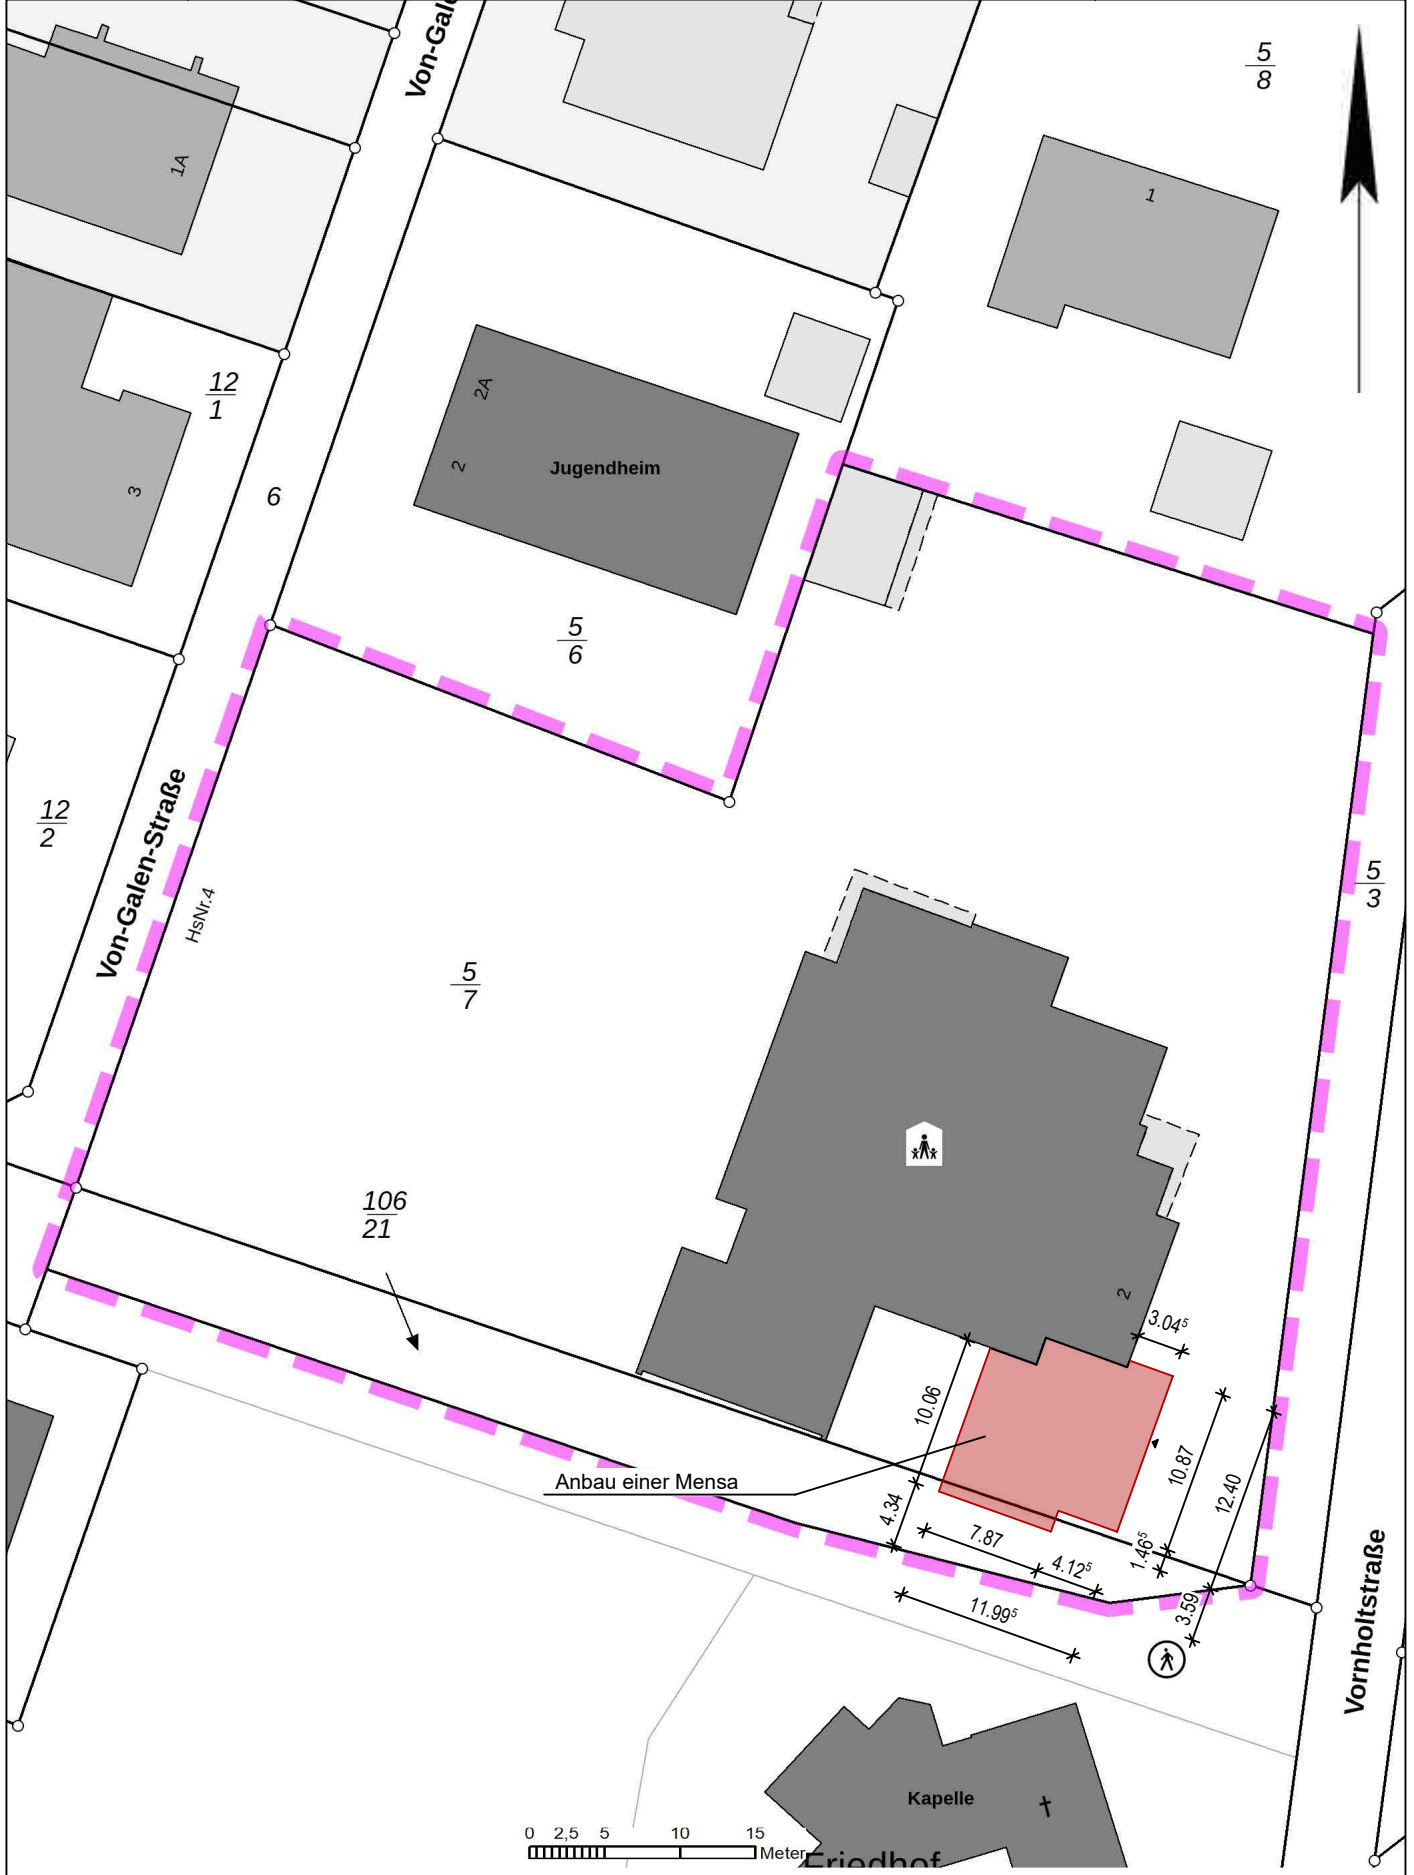 Von-Gale
5
8
1A
1
12
1
2A
2
Jugendheim
3
6
5
6
12
2
Von-Galen-Straße
HsNr.4
5
3
5
7
106
21
2
3.04⁵
10.06
10.87
12.40
Anbau einer Mensa
4.34
7.87
4.12⁵
1.46⁵
3.59
11.99⁵
Vornholtstraße
Kapelle
0 2,5 5 10 15
Meter
Friedhof